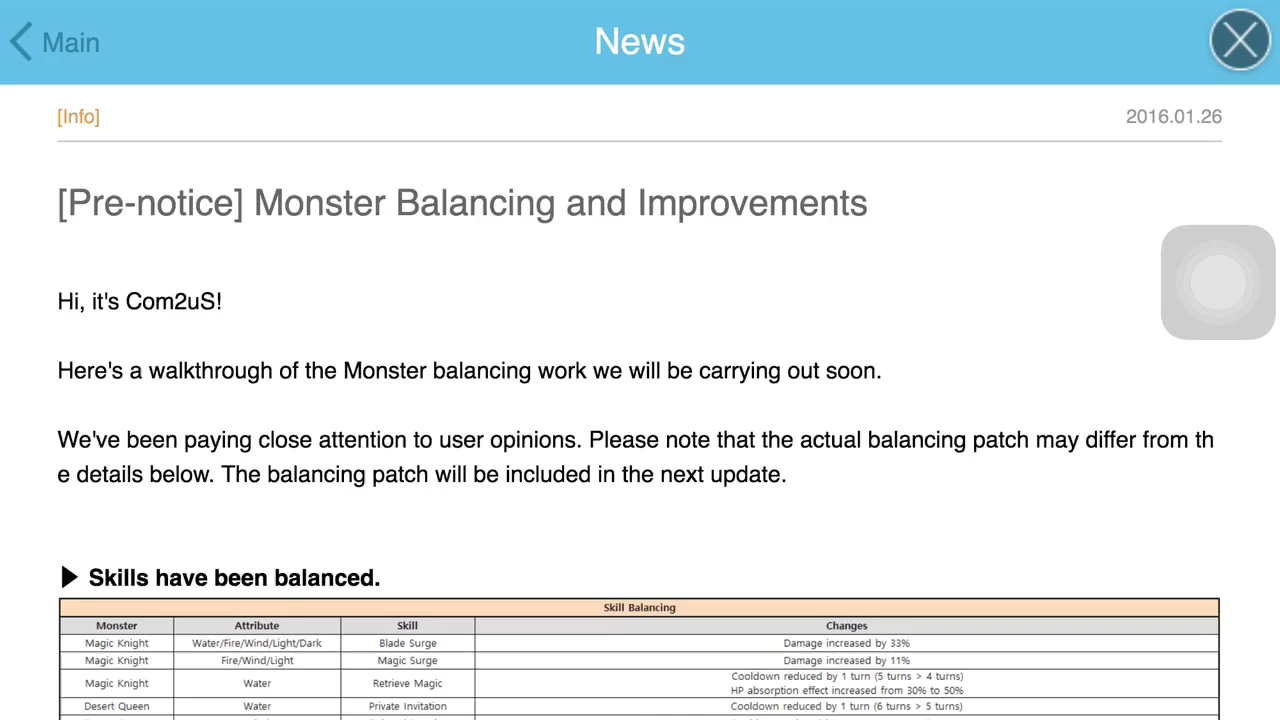 Main
News
[Info]
2016.01.26
[Pre-notice] Monster Balancing and Improvements
Hi, it's Com2uS!
Here's a walkthrough of the Monster balancing work we will be carrying out soon.
We've been paying close attention to user opinions. Please note that the actual balancing patch may differ from th
e details below. The balancing patch will be included in the next update.
▶ Skills have been balanced.
Skill Balancing
Monster Attribute Skill Changes
Magic Knight Water/Fire/Wind/Light/Dark Blade Surge Damage increased by 33%
Magic Knight Fire/Wind/Light Magic Surge Damage increased by 11%
Magic Knight Water Retrieve Magic Cooldown reduced by 1 turn (5 turns > 4 turns)
HP absorption effect increased from 30% to 50%
Desert Queen Water Private Invitation Cooldown reduced by 1 turn (6 turns > 5 turns)